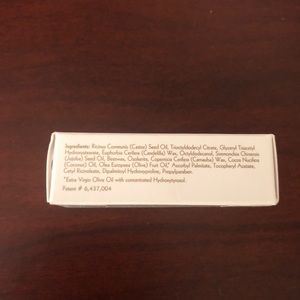 Ingredients: Ricinus Communis (Castor) Seed Oil, Trioctyldodecyl Citrate, Glyceryl Triacetyl
Hydroxystearate, Euphorbia Cerifera (Candelilla) Wax, Octyldodecanol, Simmondsia Chinensis
(Jojoba) Seed Oil, Beeswax, Ozokerite, Copernicia Cerifera (Carnauba) Wax, Cocos Nucifera
(Coconut) Oil, Olea Europaea (Olive) Fruit Oil,* Ascorbyl Palmitate, Tocopheryl Acetate,
Cetyl Ricinoleate, Dipalmitoyl Hydroxyproline, Propylparaben.
*Extra Virgin Olive Oil with concentrated Hydroxytyrosol.
Patent # 6,437,004